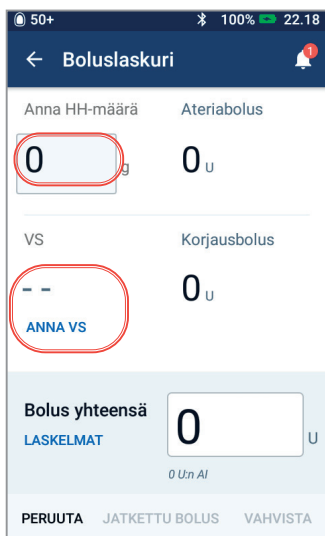 50+ 100% 22.18
Boluslaskuri 1
Anna HH-määrä Ateriabolus
0 g 0 U
VS Korjausbolus
-- 0 U
ANNA VS
Bolus yhteensä 0 U
LASKELMAT
0 U:n AI
PERUUTA JATKETTU BOLUS VAHVISTA